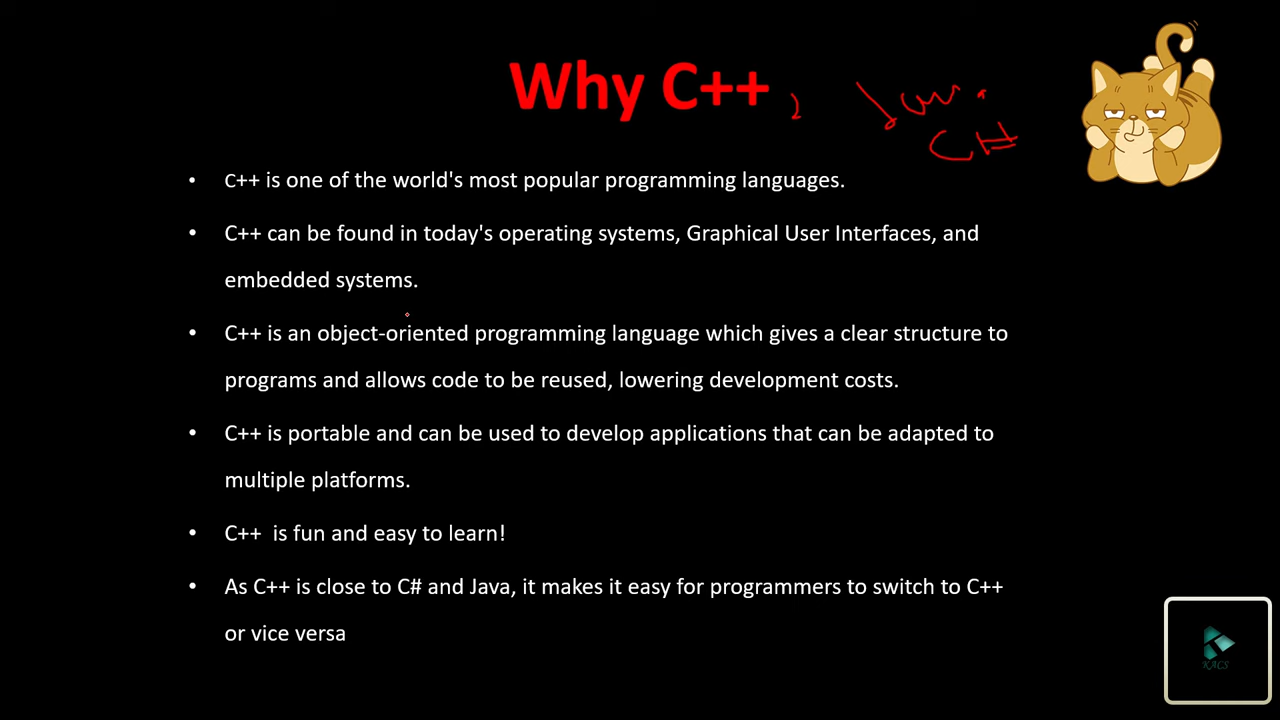 Why C++
, Java.
C#
• C++ is one of the world's most popular programming languages.
• C++ can be found in today's operating systems, Graphical User Interfaces, and
embedded systems.
• C++ is an object-oriented programming language which gives a clear structure to
programs and allows code to be reused, lowering development costs.
• C++ is portable and can be used to develop applications that can be adapted to
multiple platforms.
• C++  is fun and easy to learn!
• As C++ is close to C# and Java, it makes it easy for programmers to switch to C++
or vice versa
KACS